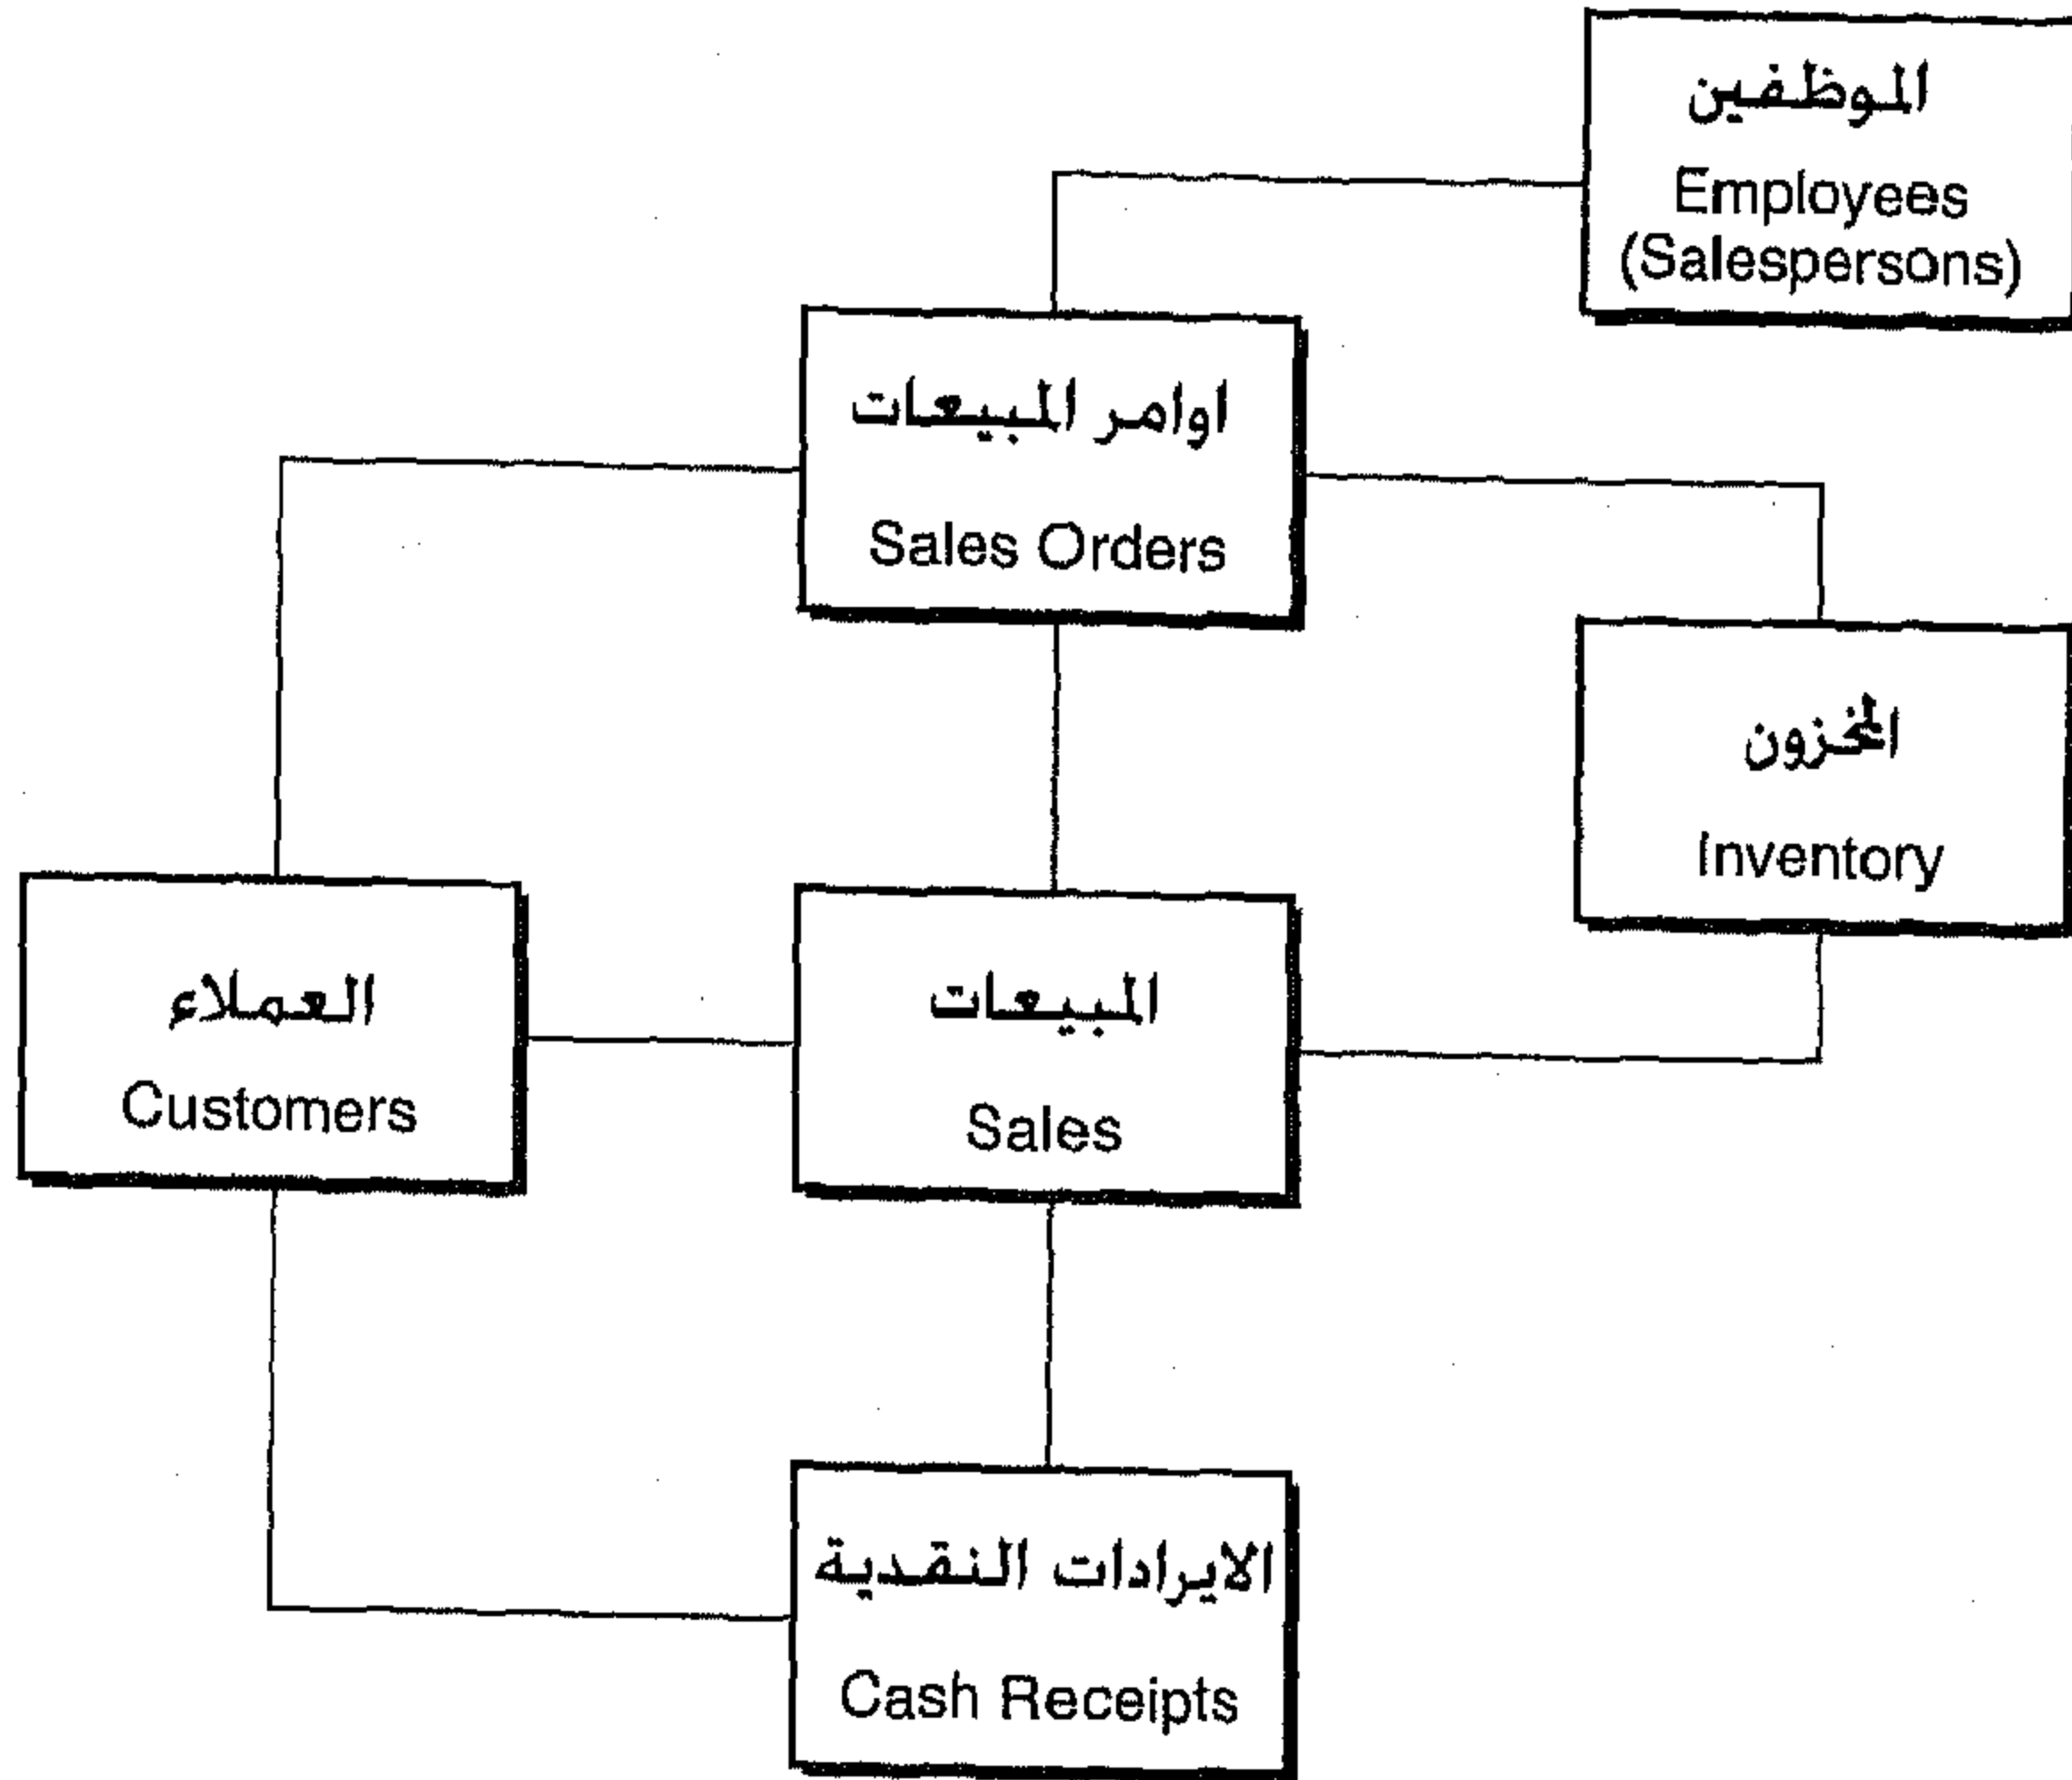 الموظفين
Employees
(Salespersons)
اوامر المبيعات
Sales Orders
المخزون
Inventory
العملاء
Customers
المبيعات
Sales
الايرادات النقدية
Cash Receipts